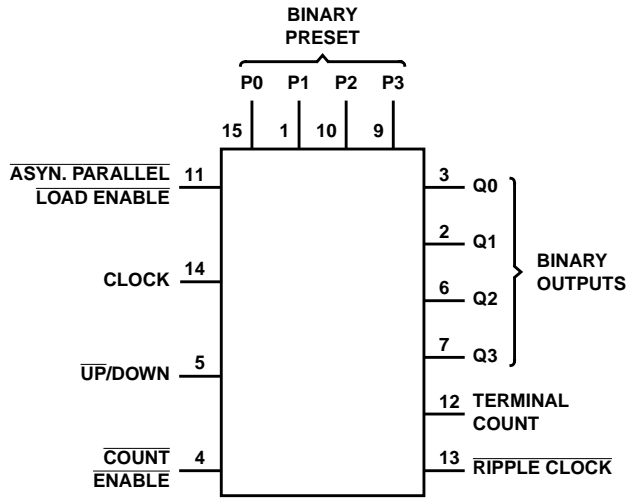 BINARY
PRESET
P0 P1 P2 P3
15 1 10 9
ASYN. PARALLEL 11
LOAD ENABLE
CLOCK 14
UP/DOWN 5
COUNT 4
ENABLE
3 Q0
2 Q1
6 Q2
7 Q3
BINARY
OUTPUTS
12 TERMINAL
COUNT
13 RIPPLE CLOCK